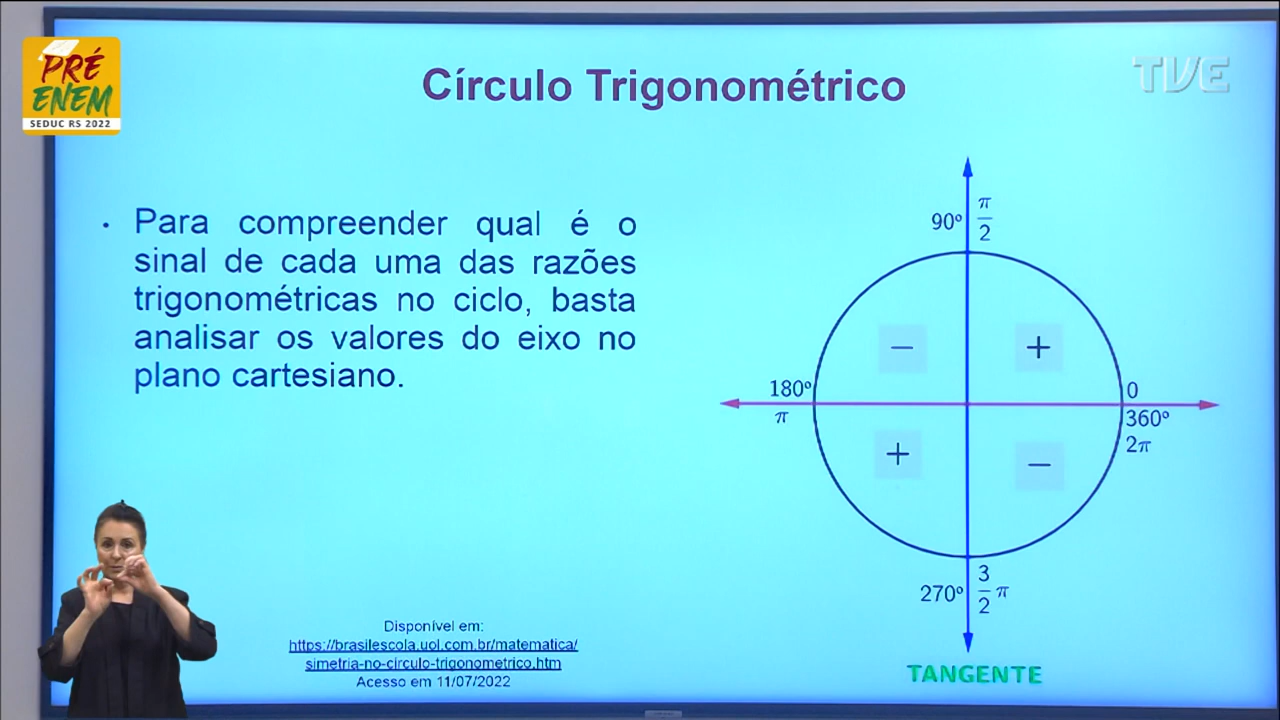 PRÉ
ENEM
SEDUC RS 2022
Círculo Trigonométrico
TVE
• Para compreender qual é o
sinal de cada uma das razões
trigonométricas no ciclo, basta
analisar os valores do eixo no
plano cartesiano.
90º π/2
− +
180º 0
π 360º
2π
+ −
270º 3/2 π
TANGENTE
Disponível em:
https://brasilescola.uol.com.br/matematica/
simetria-no-circulo-trigonometrico.htm
Acesso em 11/07/2022